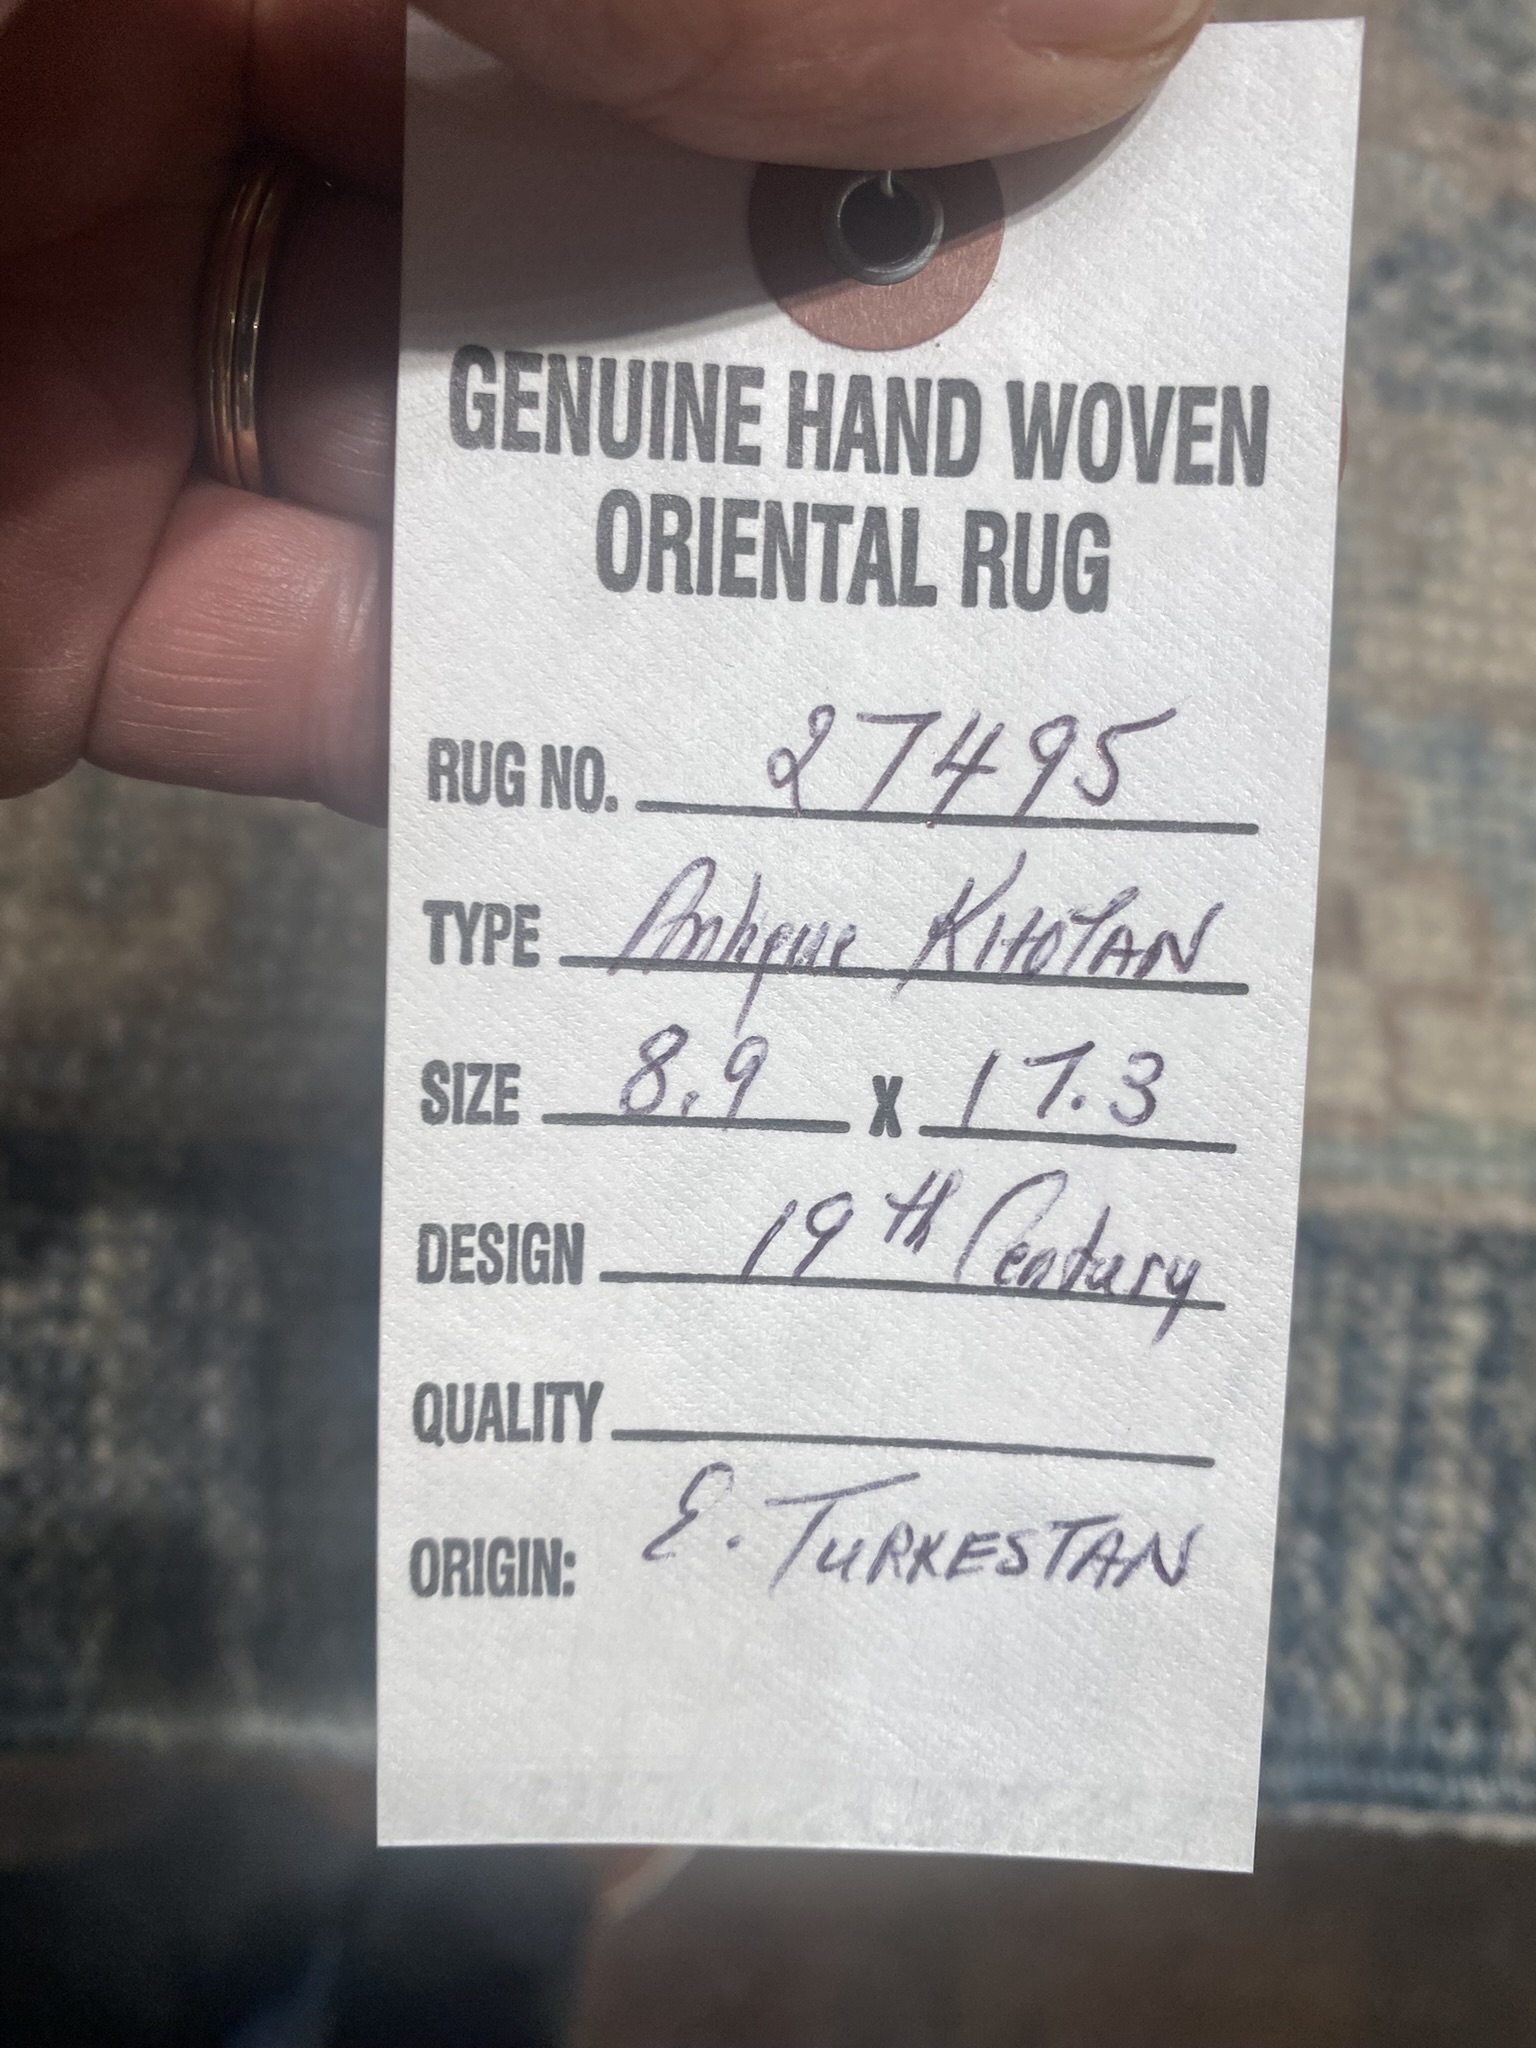 GENUINE HAND WOVEN
ORIENTAL RUG
RUG NO. 27495
TYPE Antique KHOTAN
SIZE 8.9 X 17.3
DESIGN 19th Century
QUALITY
ORIGIN: E. TURKESTAN